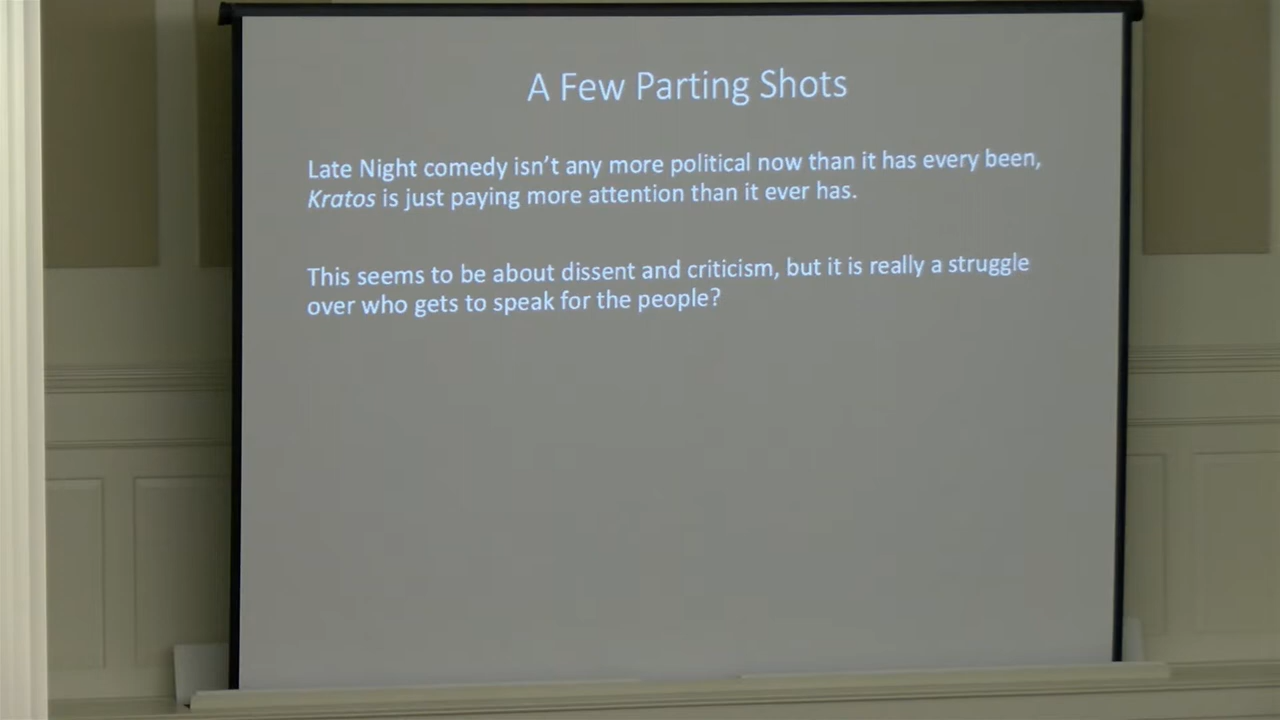 A Few Parting Shots
Late Night comedy isn't any more political now than it has every been,
Kratos is just paying more attention than it ever has.
This seems to be about dissent and criticism, but it is really a struggle
over who gets to speak for the people?